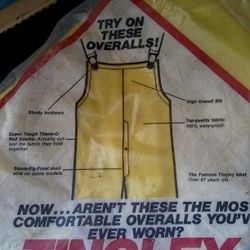 TRY ON
THESE
OVERALLS!
Sturdy hardware
High Overall Bib
Super Tough Therm-O-
Rad Seams: Actually out
last the fabric they hold
together.
Top-quality fabric:
100% waterproof.
Storm-Fly-Front
able on some models.
The Famous Tingley label.
Over 87 years old
NOW...AREN'T THESE THE MOS
COMFORTABLE OVERALLS YOU'V
EVER WORN?
TINGLEY